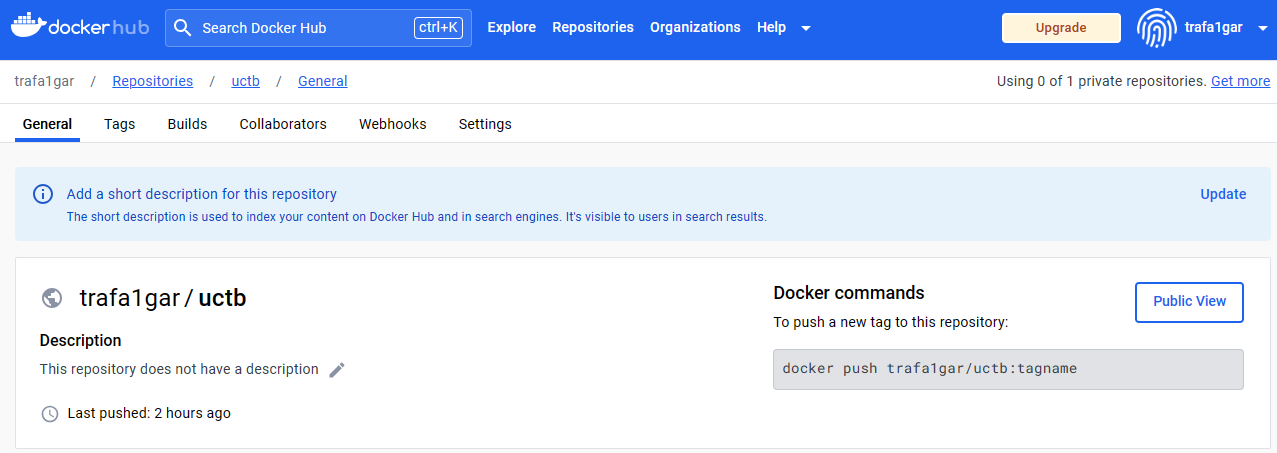 dockerhub Search Docker Hub ctrl+K Explore Repositories Organizations Help Upgrade trafa1gar
trafa1gar / Repositories / uctb / General Using 0 of 1 private repositories. Get more
General Tags Builds Collaborators Webhooks Settings
Add a short description for this repository Update
The short description is used to index your content on Docker Hub and in search engines. It's visible to users in search results.
trafa1gar / uctb
Description
This repository does not have a description
Last pushed: 2 hours ago
Docker commands
Public View
To push a new tag to this repository:
docker push trafa1gar/uctb:tagname